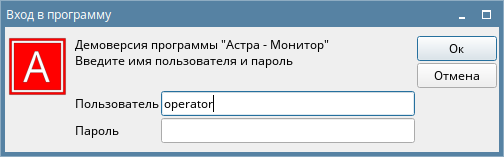 Вход в программу
A
Демоверсия программы "Астра - Монитор"
Введите имя пользователя и пароль
Ок
Отмена
Пользователь operator
Пароль